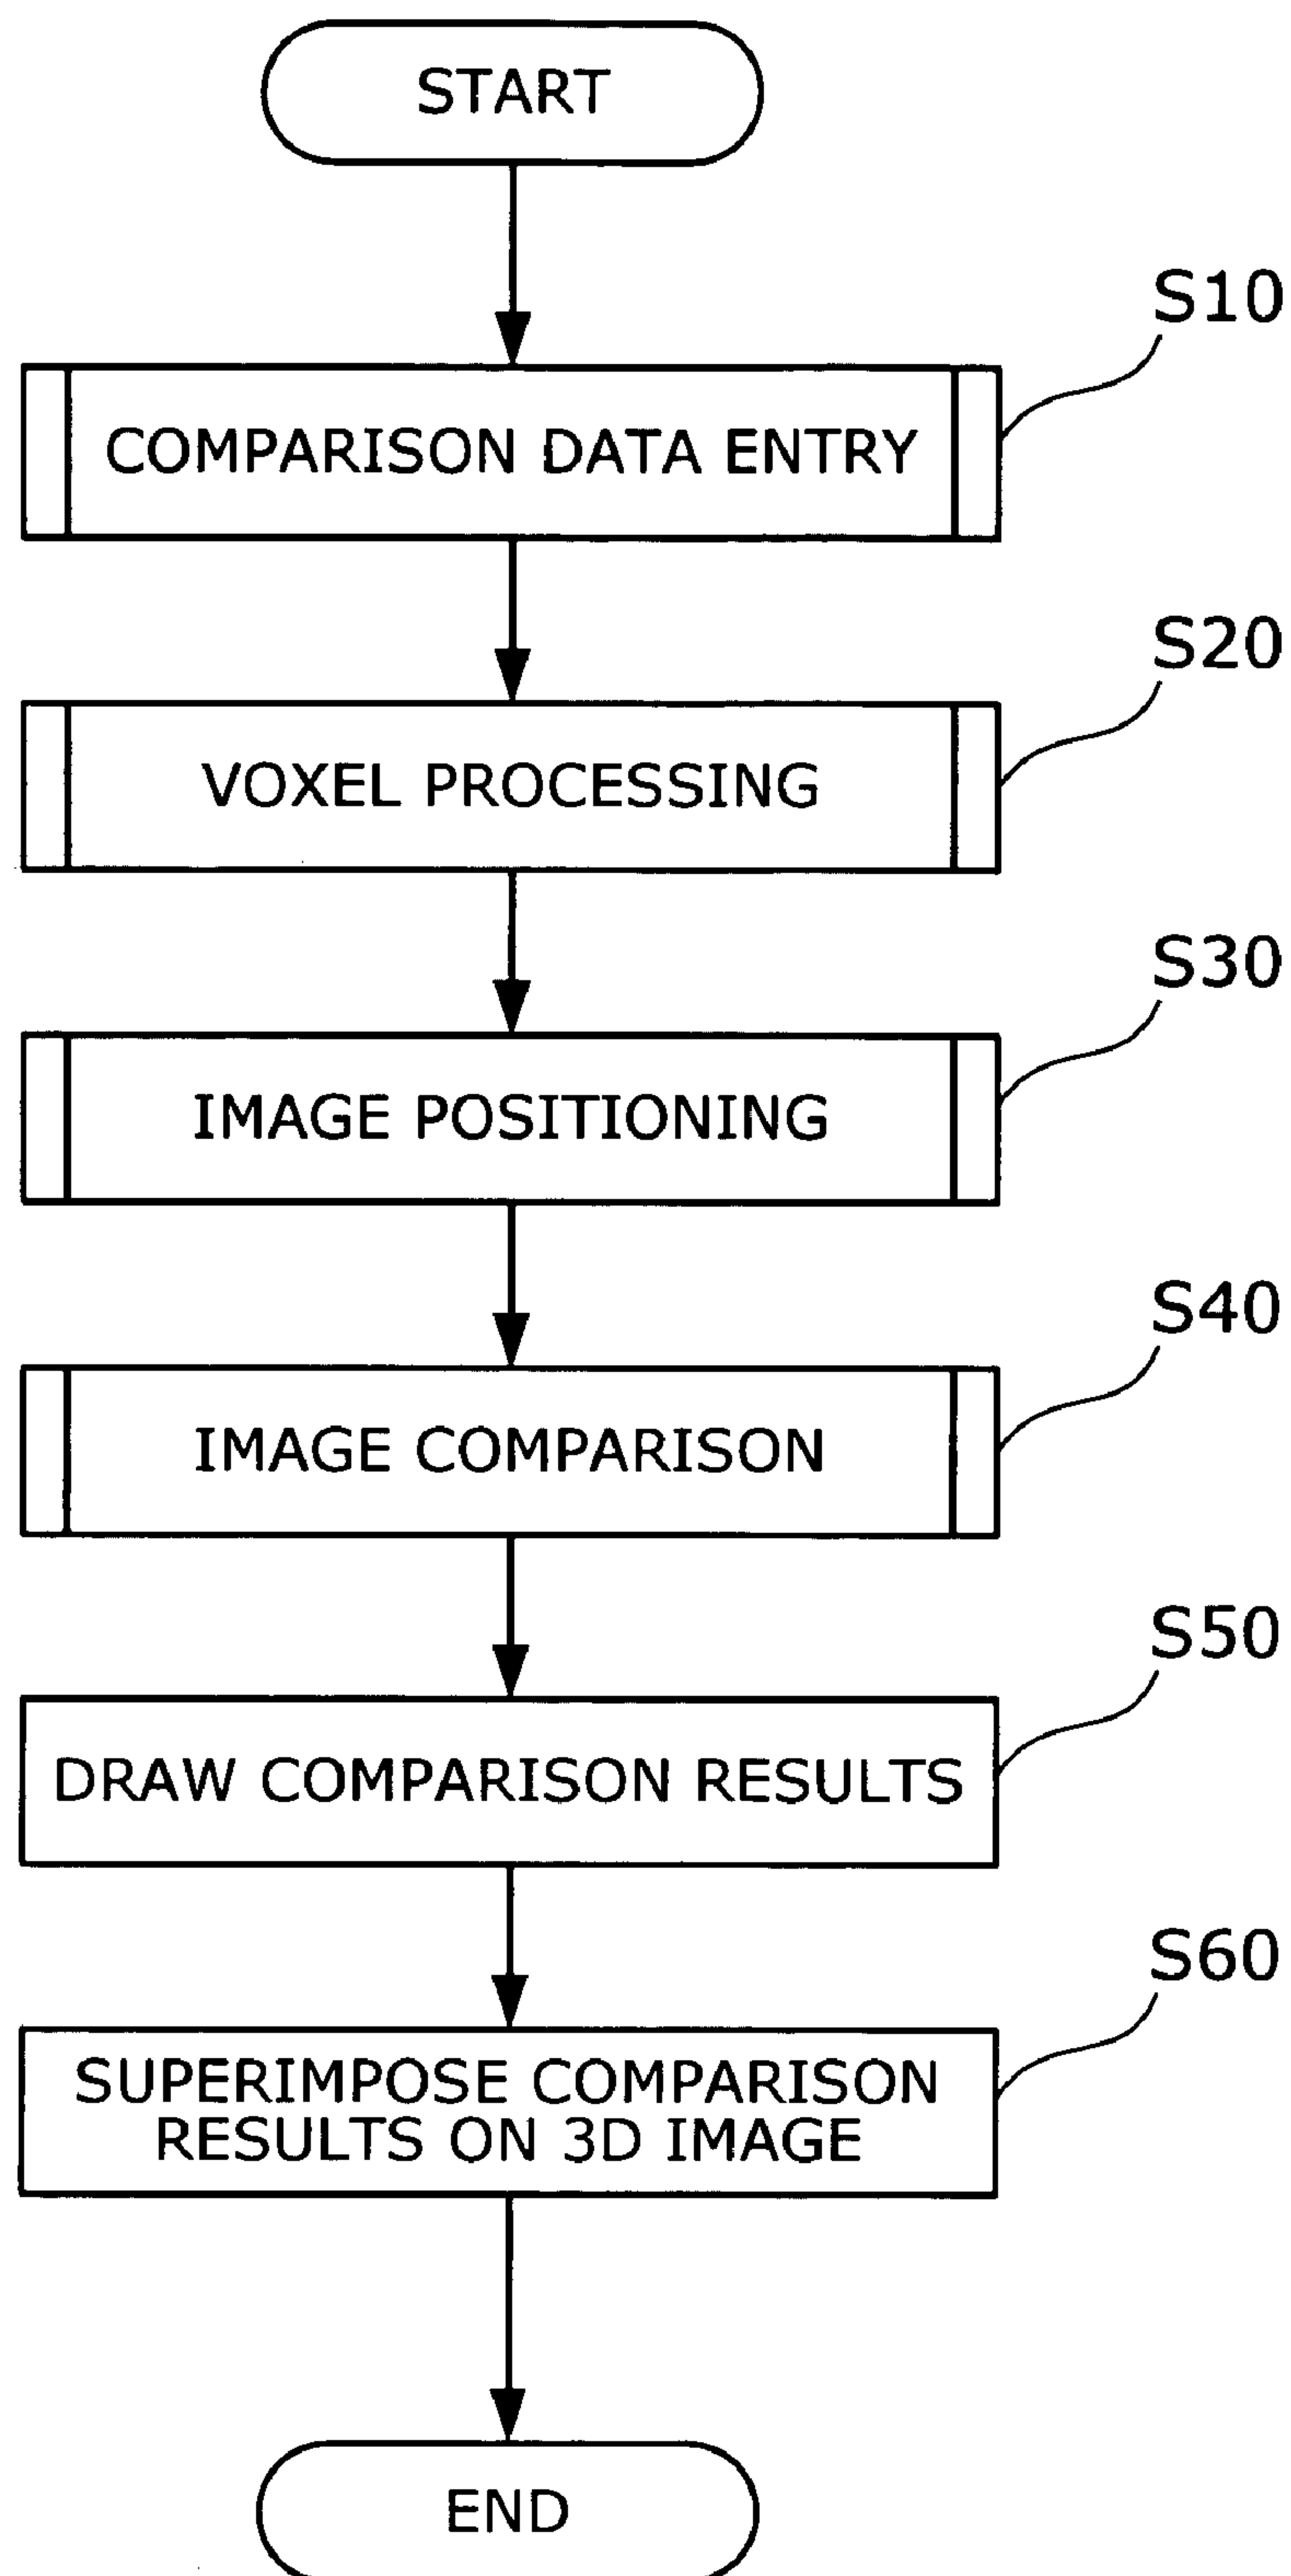 START
S10
COMPARISON DATA ENTRY
S20
VOXEL PROCESSING
S30
IMAGE POSITIONING
S40
IMAGE COMPARISON
S50
DRAW COMPARISON RESULTS
S60
SUPERIMPOSE COMPARISON
RESULTS ON 3D IMAGE
END